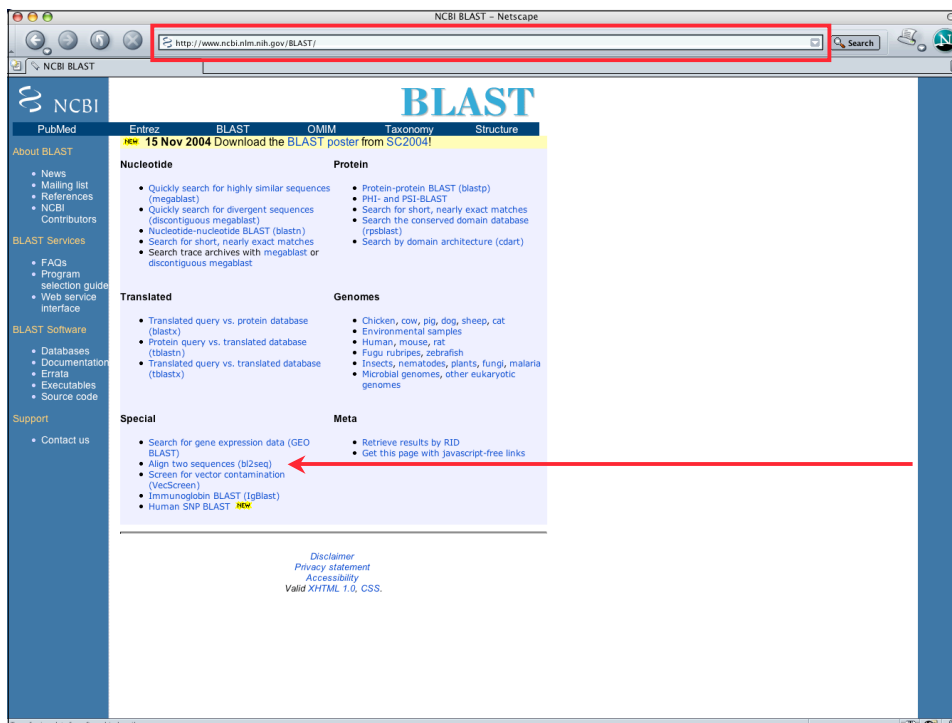 NCBI BLAST - Netscape
http://www.ncbi.nlm.nih.gov/BLAST/
Search
N
NCBI BLAST
NCBI
BLAST
PubMed Entrez BLAST OMIM Taxonomy Structure
NEW 15 Nov 2004 Download the BLAST poster from SC2004!
About BLAST
• News
• Mailing list
• References
• NCBI
Contributors
BLAST Services
• FAQs
• Program
selection guide
• Web service
interface
BLAST Software
• Databases
• Documentation
• Errata
• Executables
• Source code
Support
• Contact us
Nucleotide
• Quickly search for highly similar sequences
(megablast)
• Quickly search for divergent sequences
(discontiguous megablast)
• Nucleotide-nucleotide BLAST (blastn)
• Search for short, nearly exact matches
• Search trace archives with megablast or
discontiguous megablast
Protein
• Protein-protein BLAST (blastp)
• PHI- and PSI-BLAST
• Search for short, nearly exact matches
• Search the conserved domain database
(rpsblast)
• Search by domain architecture (cdart)
Translated
• Translated query vs. protein database
(blastx)
• Protein query vs. translated database
(tblastn)
• Translated query vs. translated database
(tblastx)
Genomes
• Chicken, cow, pig, dog, sheep, cat
• Environmental samples
• Human, mouse, rat
• Fugu rubripes, zebrafish
• Insects, nematodes, plants, fungi, malaria
• Microbial genomes, other eukaryotic
genomes
Special
• Search for gene expression data (GEO
BLAST)
• Align two sequences (bl2seq)
• Screen for vector contamination
(VecScreen)
• Immunoglobin BLAST (IgBlast)
• Human SNP BLAST NEW
Meta
• Retrieve results by RID
• Get this page with javascript-free links
Disclaimer
Privacy statement
Accessibility
Valid XHTML 1.0, CSS.